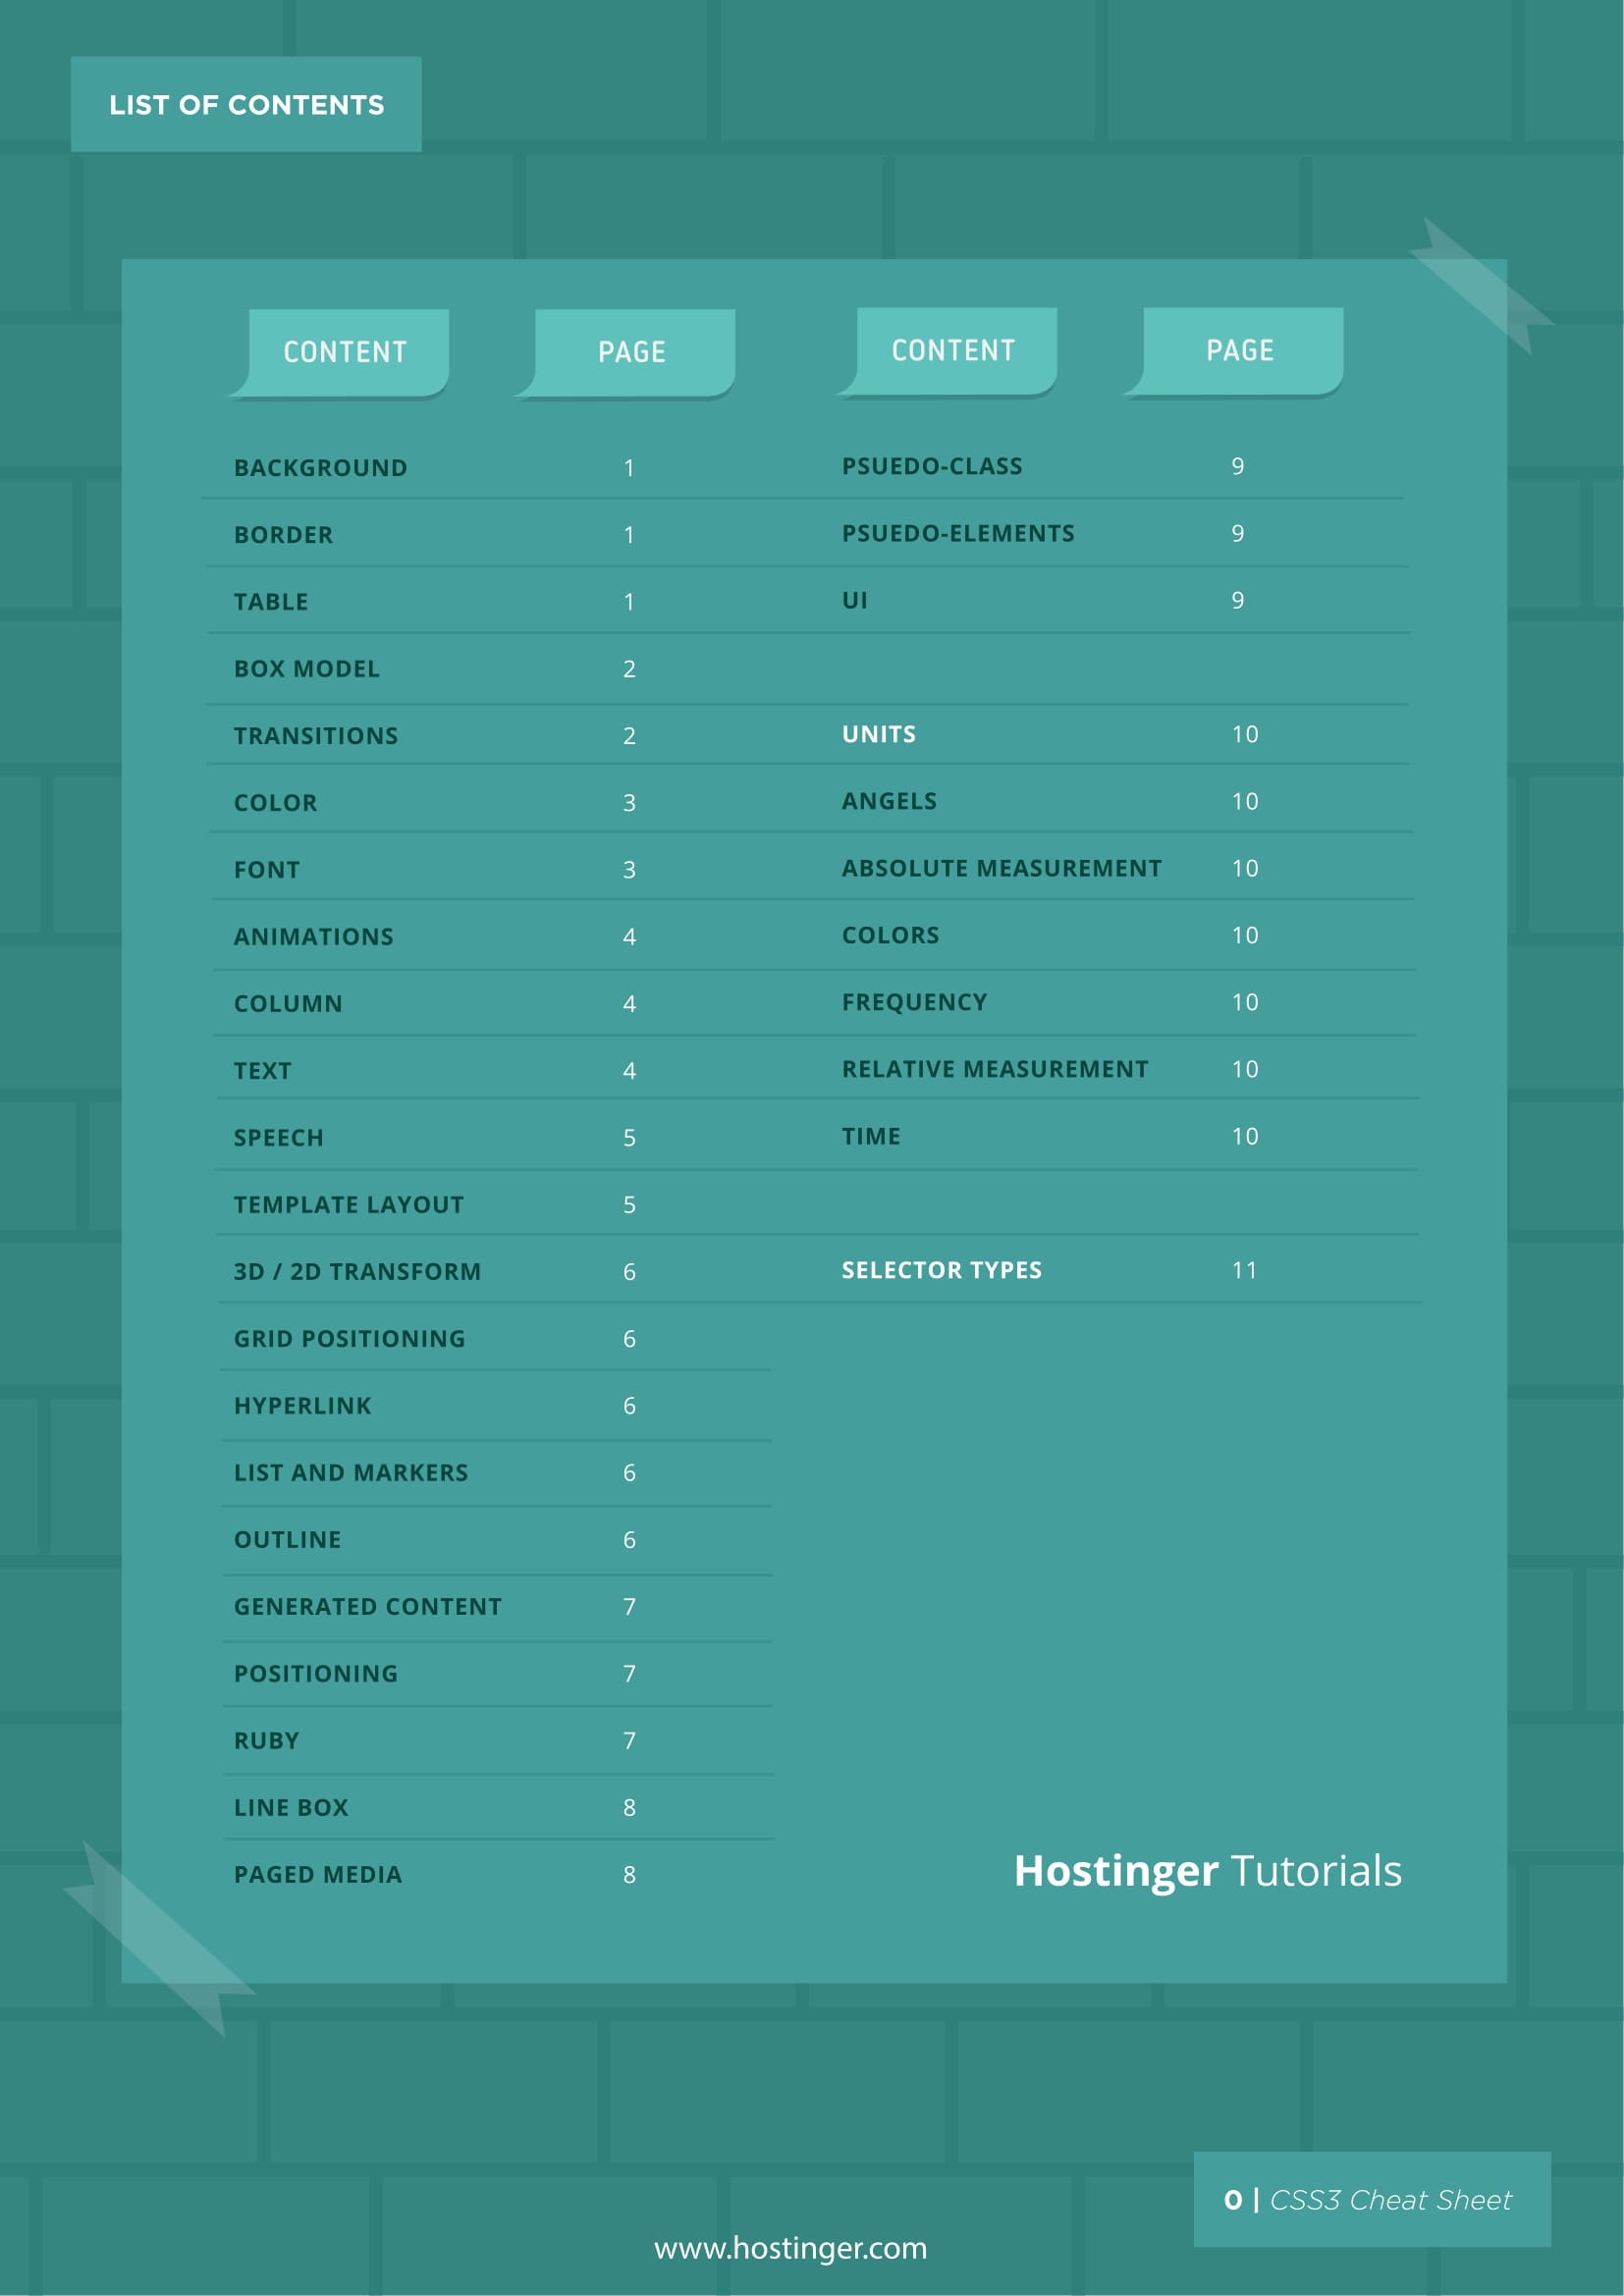 LIST OF CONTENTS
CONTENT PAGE
BACKGROUND 1
BORDER 1
TABLE 1
BOX MODEL 2
TRANSITIONS 2
COLOR 3
FONT 3
ANIMATIONS 4
COLUMN 4
TEXT 4
SPEECH 5
TEMPLATE LAYOUT 5
3D / 2D TRANSFORM 6
GRID POSITIONING 6
HYPERLINK 6
LIST AND MARKERS 6
OUTLINE 6
GENERATED CONTENT 7
POSITIONING 7
RUBY 7
LINE BOX 8
PAGED MEDIA 8
CONTENT PAGE
PSUEDO-CLASS 9
PSUEDO-ELEMENTS 9
UI 9
UNITS 10
ANGELS 10
ABSOLUTE MEASUREMENT 10
COLORS 10
FREQUENCY 10
RELATIVE MEASUREMENT 10
TIME 10
SELECTOR TYPES 11
Hostinger Tutorials
0 | CSS3 Cheat Sheet
www.hostinger.com